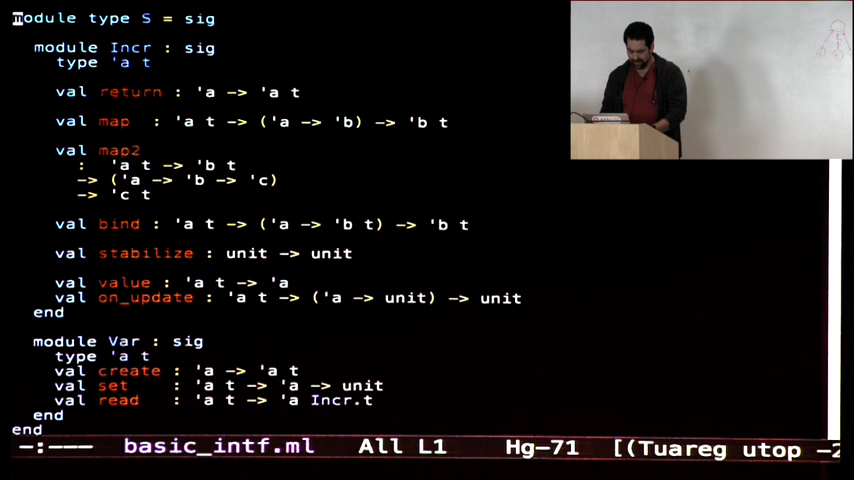 module type S = sig
module Incr : sig
type 'a t
val return : 'a -> 'a t
val map : 'a t -> ('a -> 'b) -> 'b t
val map2
: 'a t -> 'b t
-> ('a -> 'b -> 'c)
-> 'c t
val bind : 'a t -> ('a -> 'b t) -> 'b t
val stabilize : unit -> unit
val value : 'a t -> 'a
val on_update : 'a t -> ('a -> unit) -> unit
end
module Var : sig
type 'a t
val create : 'a -> 'a t
val set : 'a t -> 'a -> unit
val read : 'a t -> 'a Incr.t
end
end
-:--- basic_intf.ml All L1 Hg-71 [(Tuareg utop -2